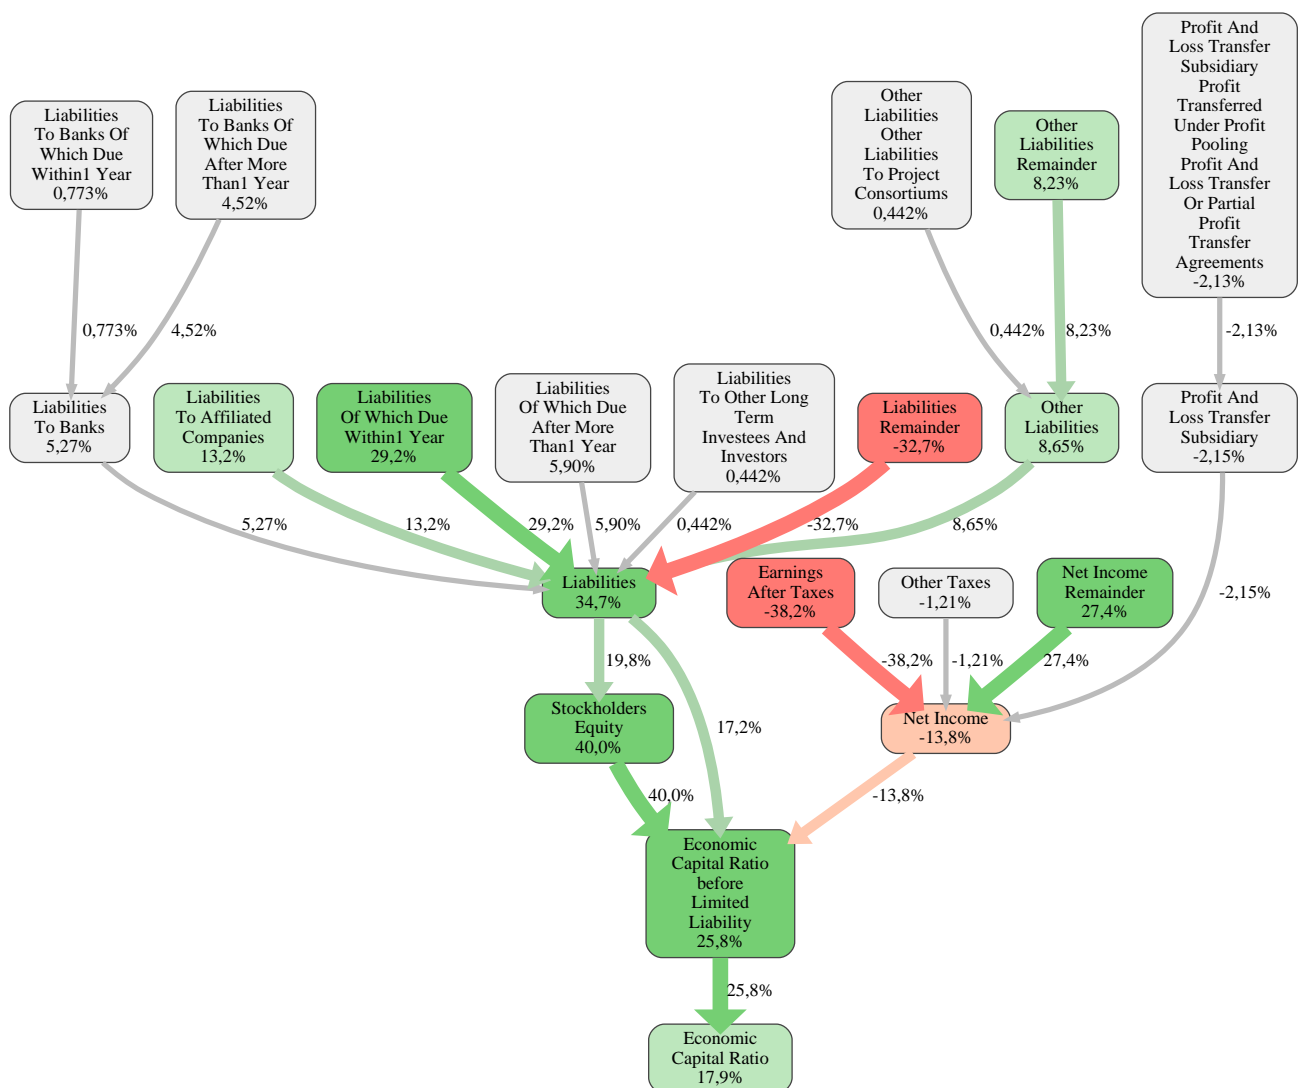 Profit And
Loss Transfer
Subsidiary
Profit
Transferred
Under Profit
Pooling
Profit And
Loss Transfer
Or Partial
Profit
Transfer
Agreements
-2,13%
Liabilities
To Banks Of
Which Due
Within1 Year
0,773%
Liabilities
To Banks Of
Which Due
After More
Than1 Year
4,52%
Other
Liabilities
Other
Liabilities
To Project
Consortiums
0,442%
Other
Liabilities
Remainder
8,23%
0,773%
4,52%
0,442%
8,23%
-2,13%
Liabilities
To Banks
5,27%
Liabilities
To Affiliated
Companies
13,2%
Liabilities
Of Which Due
Within1 Year
29,2%
Liabilities
Of Which Due
After More
Than1 Year
5,90%
Liabilities
To Other Long
Term
Investees And
Investors
0,442%
Liabilities
Remainder
-32,7%
Other
Liabilities
8,65%
Profit And
Loss Transfer
Subsidiary
-2,15%
5,27%
13,2%
29,2%
5,90%
0,442%
-32,7%
8,65%
-2,15%
Liabilities
34,7%
Earnings
After Taxes
-38,2%
Other Taxes
-1,21%
Net Income
Remainder
27,4%
19,8%
17,2%
-38,2%
-1,21%
27,4%
Stockholders
Equity
40,0%
Net Income
-13,8%
40,0%
-13,8%
Economic
Capital Ratio
before
Limited
Liability
25,8%
25,8%
Economic
Capital Ratio
17,9%